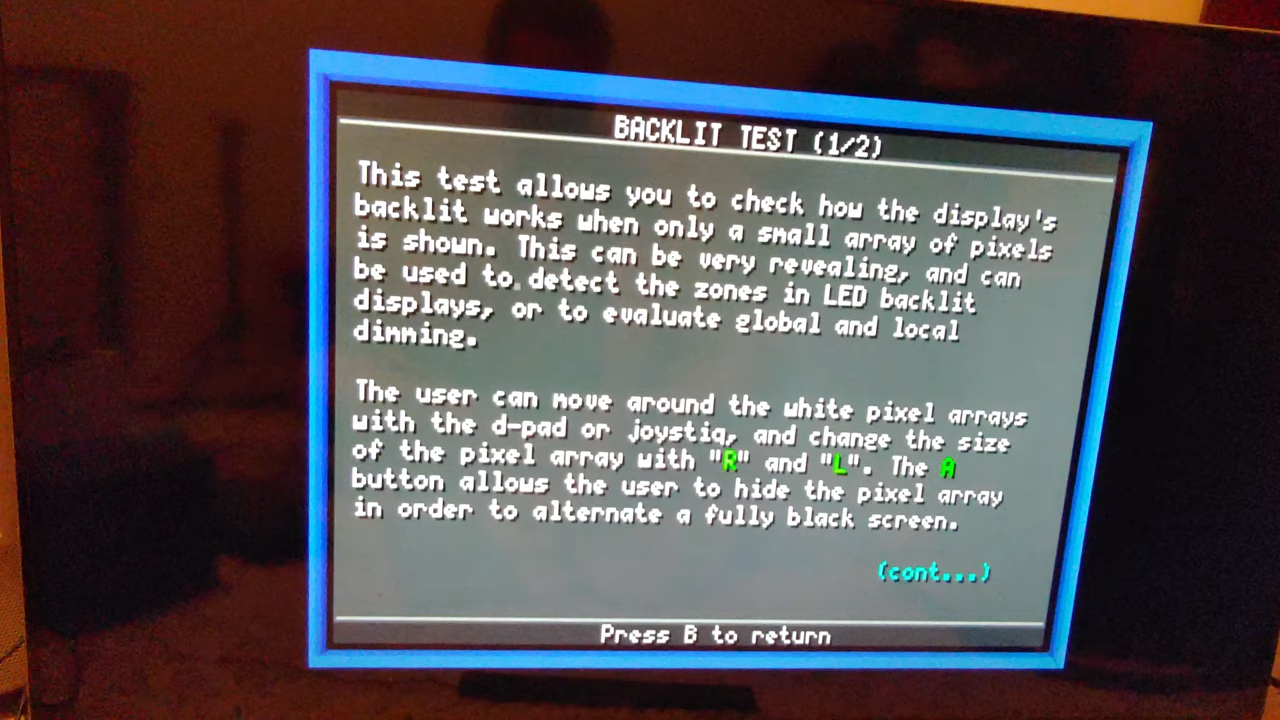 BACKLIT TEST (1/2)
This test allows you to check how the display's
backlit works when only a small array of pixels
is shown. This can be very revealing, and can
be used to detect the zones in LED backlit
displays, or to evaluate global and local
dimming.
The user can move around the white pixel arrays
with the d-pad or joystiq, and change the size
of the pixel array with "R" and "L". The A
button allows the user to hide the pixel array
in order to alternate a fully black screen.
(cont...)
Press B to return